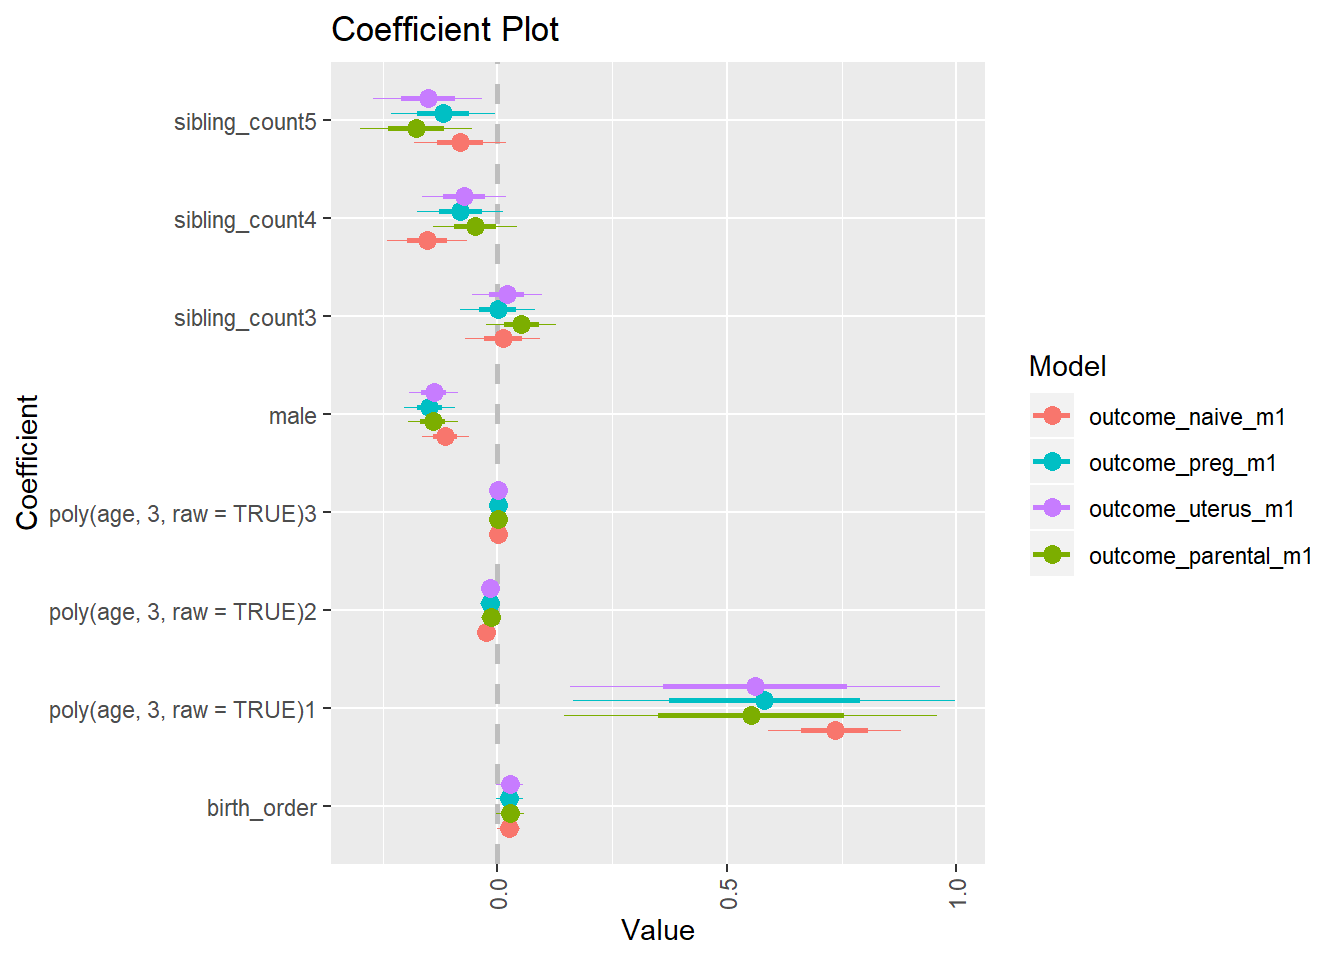 Coefficient Plot
Coefficient
sibling_count5
sibling_count4
sibling_count3
male
poly(age, 3, raw = TRUE)3
poly(age, 3, raw = TRUE)2
poly(age, 3, raw = TRUE)1
birth_order
0.0
0.5
1.0
Value
Model
outcome_naive_m1
outcome_preg_m1
outcome_uterus_m1
outcome_parental_m1